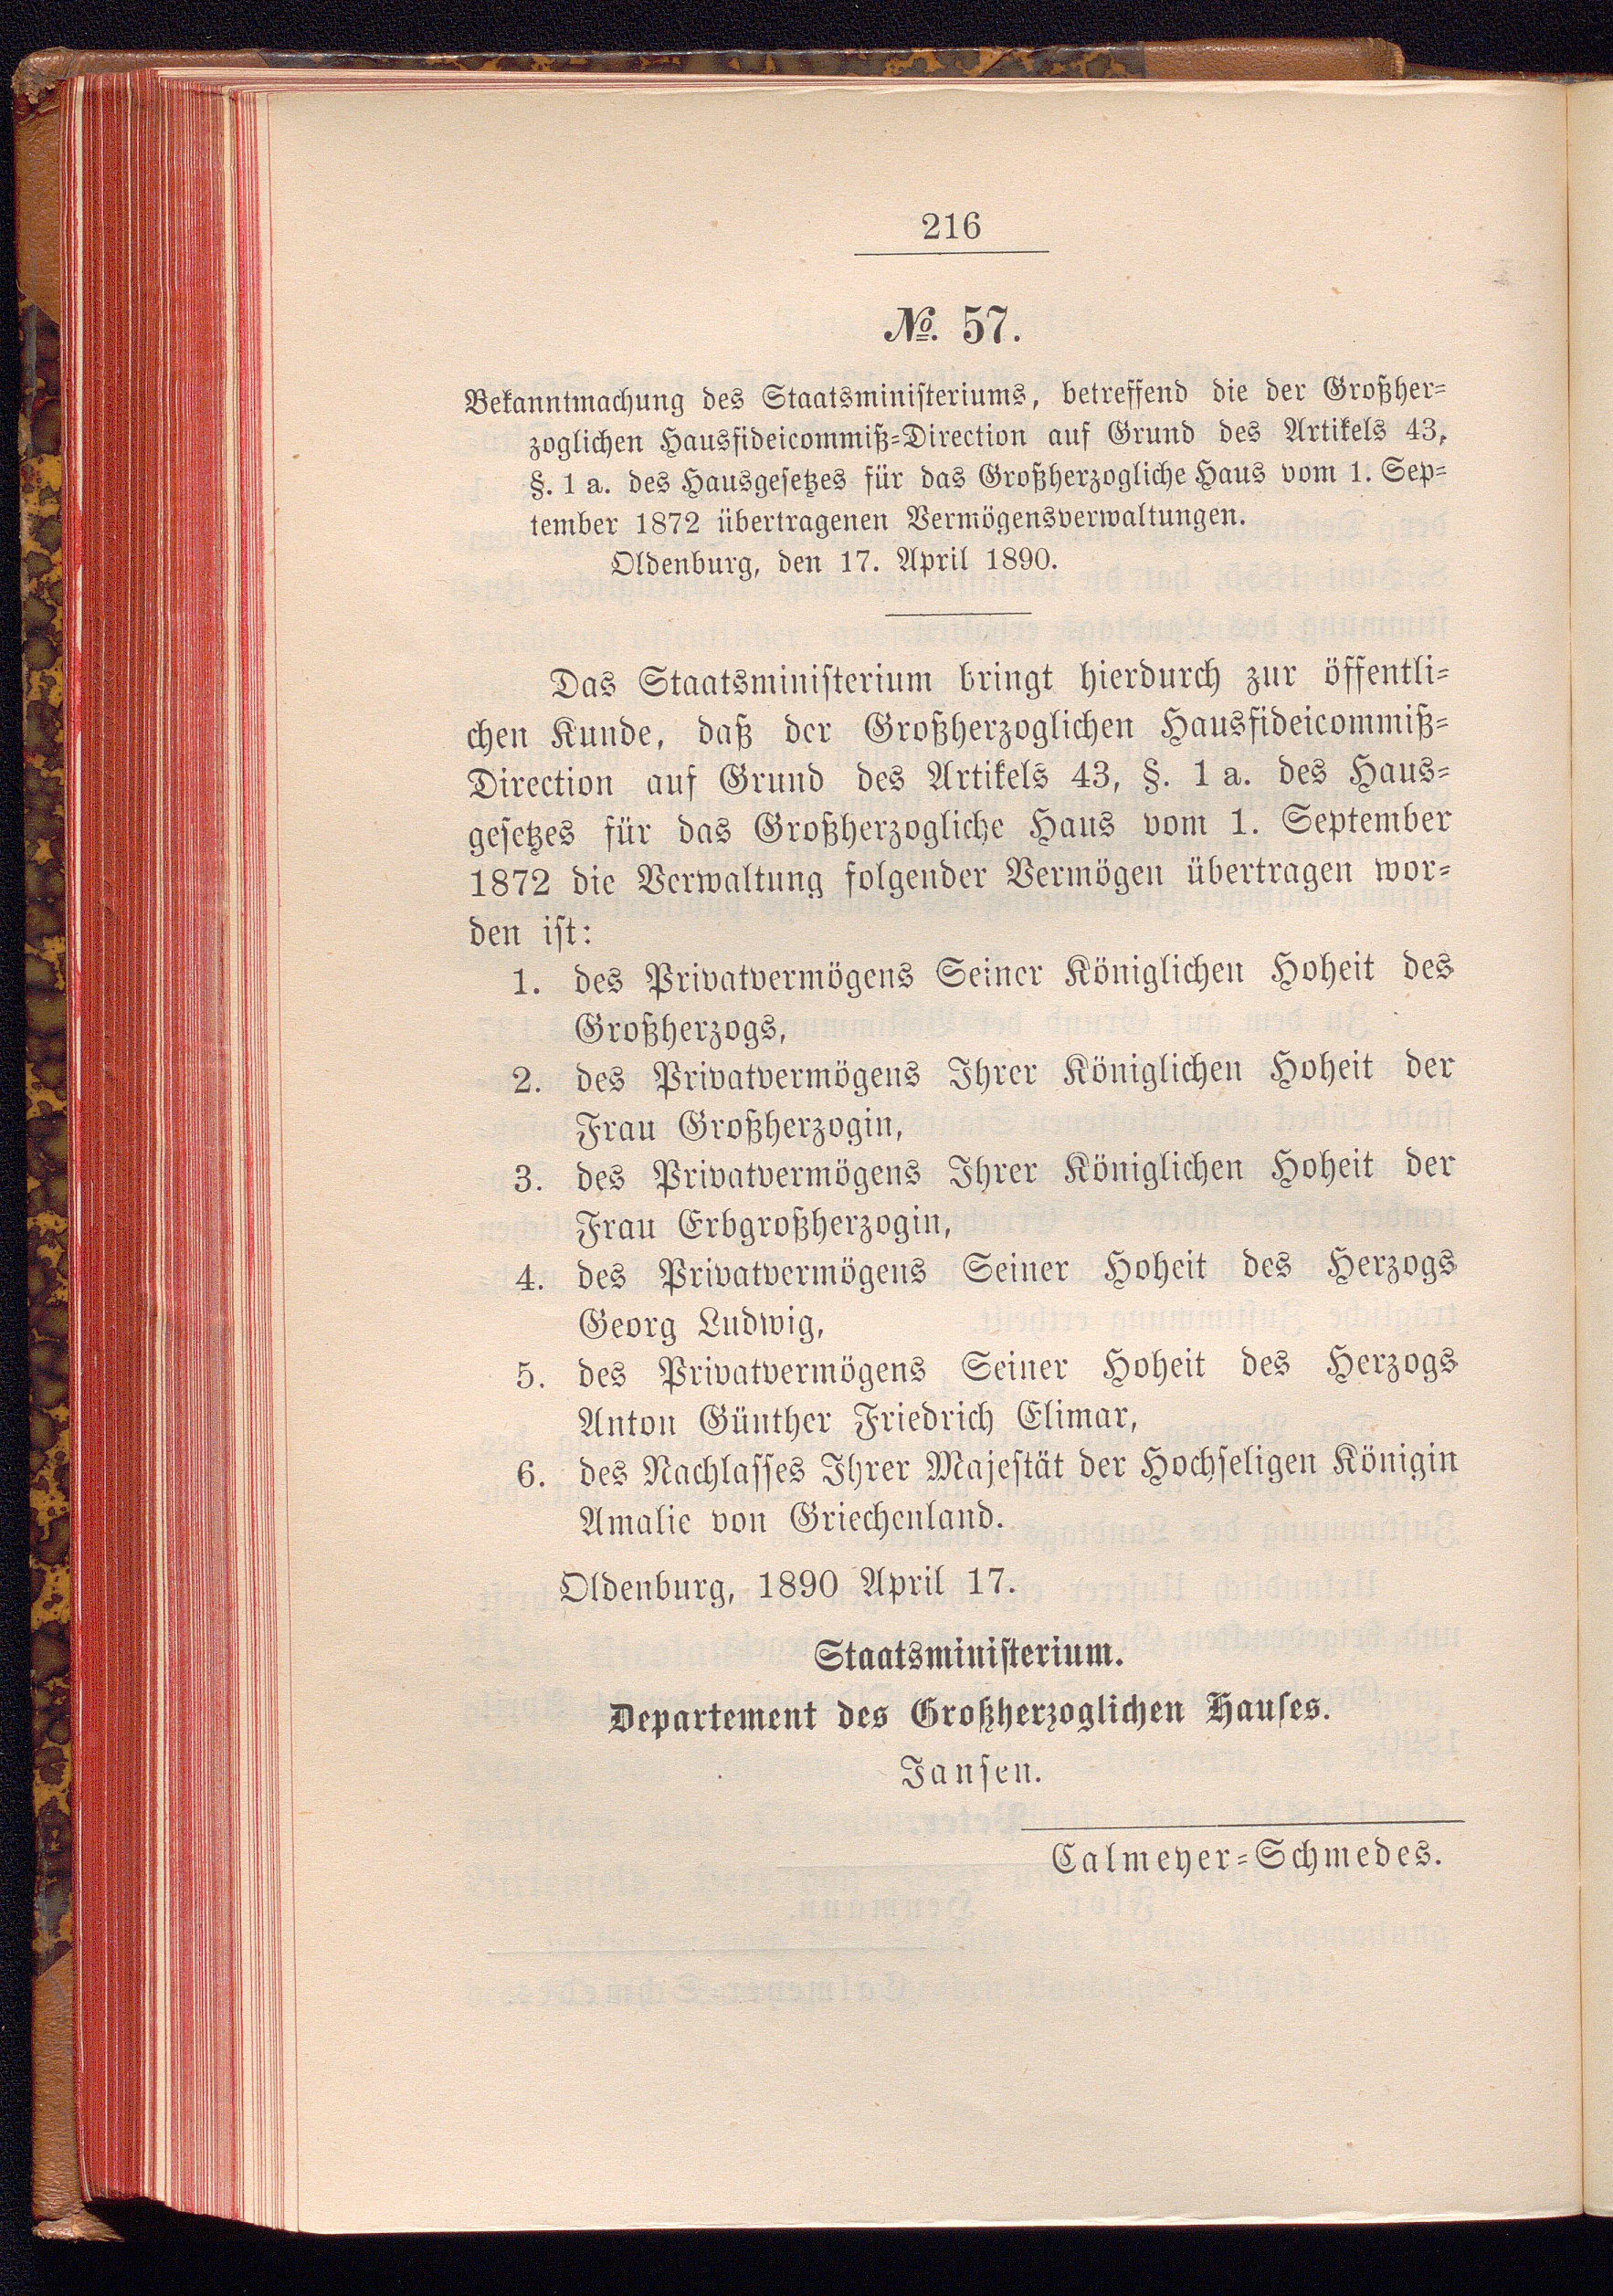 216
№. 57.
Bekanntmachung des Staatsministeriums, betreffend die der Großher-
zoglichen Hausfideicommiß-Direction auf Grund des Artikels 43,
§. 1 a. des Hausgesetzes für das Großherzogliche Haus vom 1. Sep-
tember 1872 übertragenen Vermögensverwaltungen.
Oldenburg, den 17. April 1890.
Das Staatsministerium bringt hierdurch zur öffentli-
chen Kunde, daß der Großherzoglichen Hausfideicommiß-
Direction auf Grund des Artikels 43, §. 1 a. des Haus-
gesetzes für das Großherzogliche Haus vom 1. September
1872 die Verwaltung folgender Vermögen übertragen wor-
den ist:
1. des Privatvermögens Seiner Königlichen Hoheit des
Großherzogs,
2. des Privatvermögens Ihrer Königlichen Hoheit der
Frau Großherzogin,
3. des Privatvermögens Ihrer Königlichen Hoheit der
Frau Erbgroßherzogin,
4. des Privatvermögens Seiner Hoheit des Herzogs
Georg Ludwig,
5. des Privatvermögens Seiner Hoheit des Herzogs
Anton Günther Friedrich Elimar,
6. des Nachlasses Ihrer Majestät der Hochseligen Königin
Amalie von Griechenland.
Oldenburg, 1890 April 17.
Staatsministerium.
Departement des Großherzoglichen Hauses.
Jansen.
Calmeyer-Schmedes.